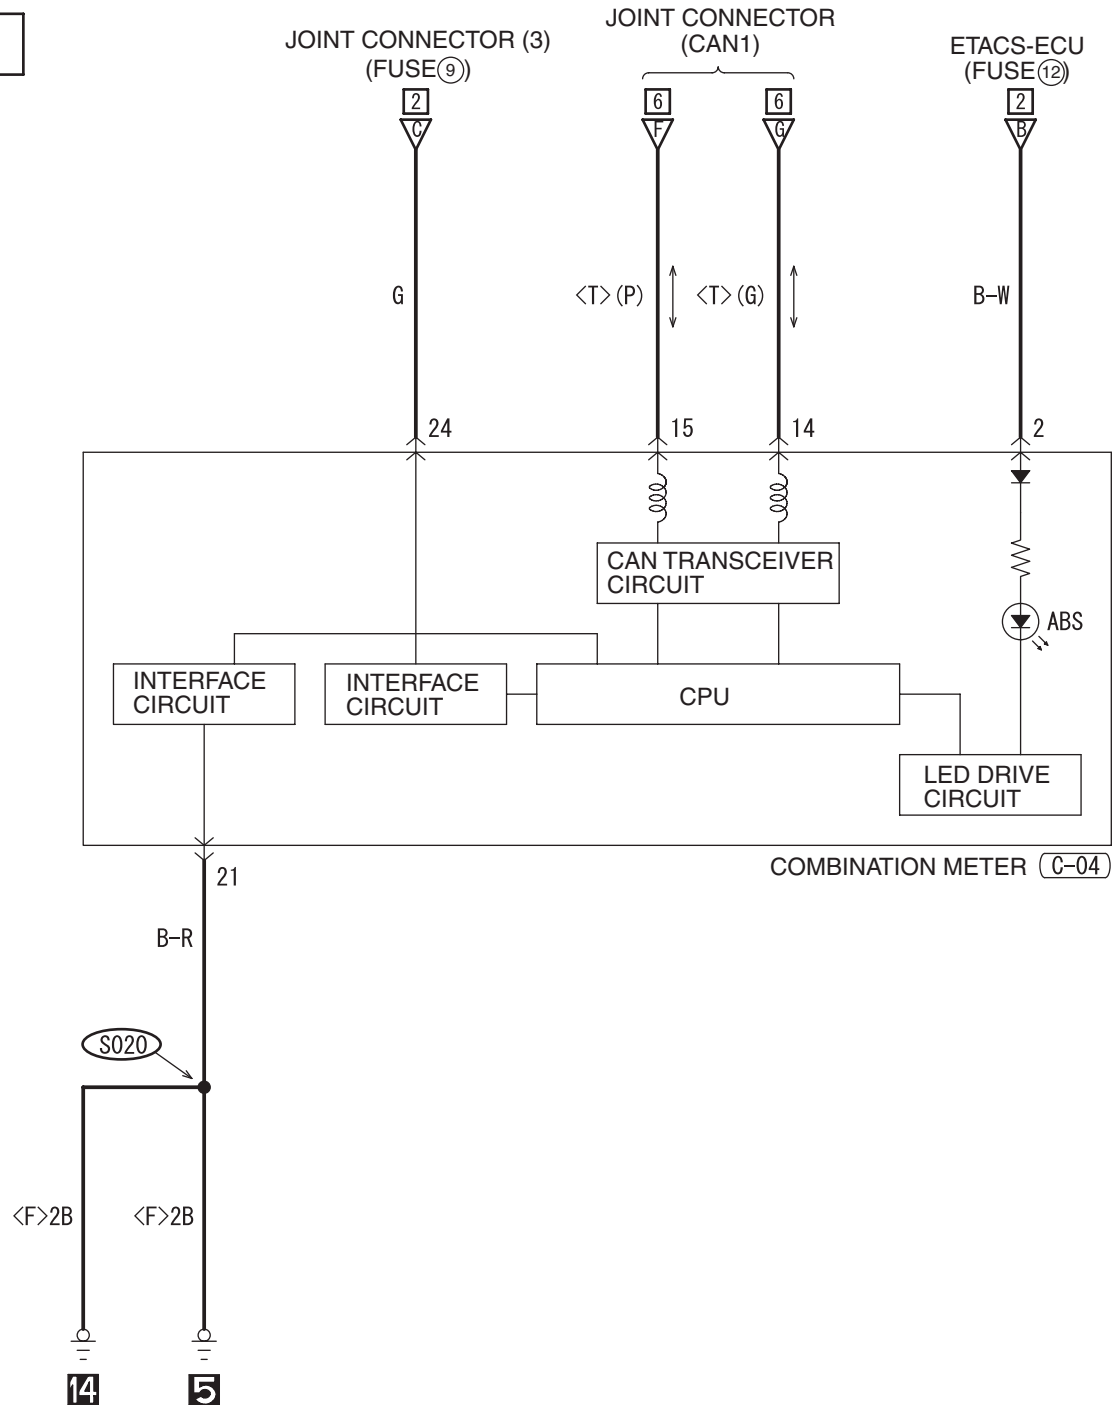 JOINT CONNECTOR (3)
(FUSE⑨)
JOINT CONNECTOR
(CAN1)
ETACS-ECU
(FUSE⑫)
2
6
6
2
C
F
G
B
G
<T>(P)
<T>(G)
B-W
24
15
14
2
CAN TRANSCEIVER
CIRCUIT
ABS
INTERFACE
CIRCUIT
INTERFACE
CIRCUIT
CPU
LED DRIVE
CIRCUIT
COMBINATION METER C-04
21
B-R
S020
<F>2B
<F>2B
14
5